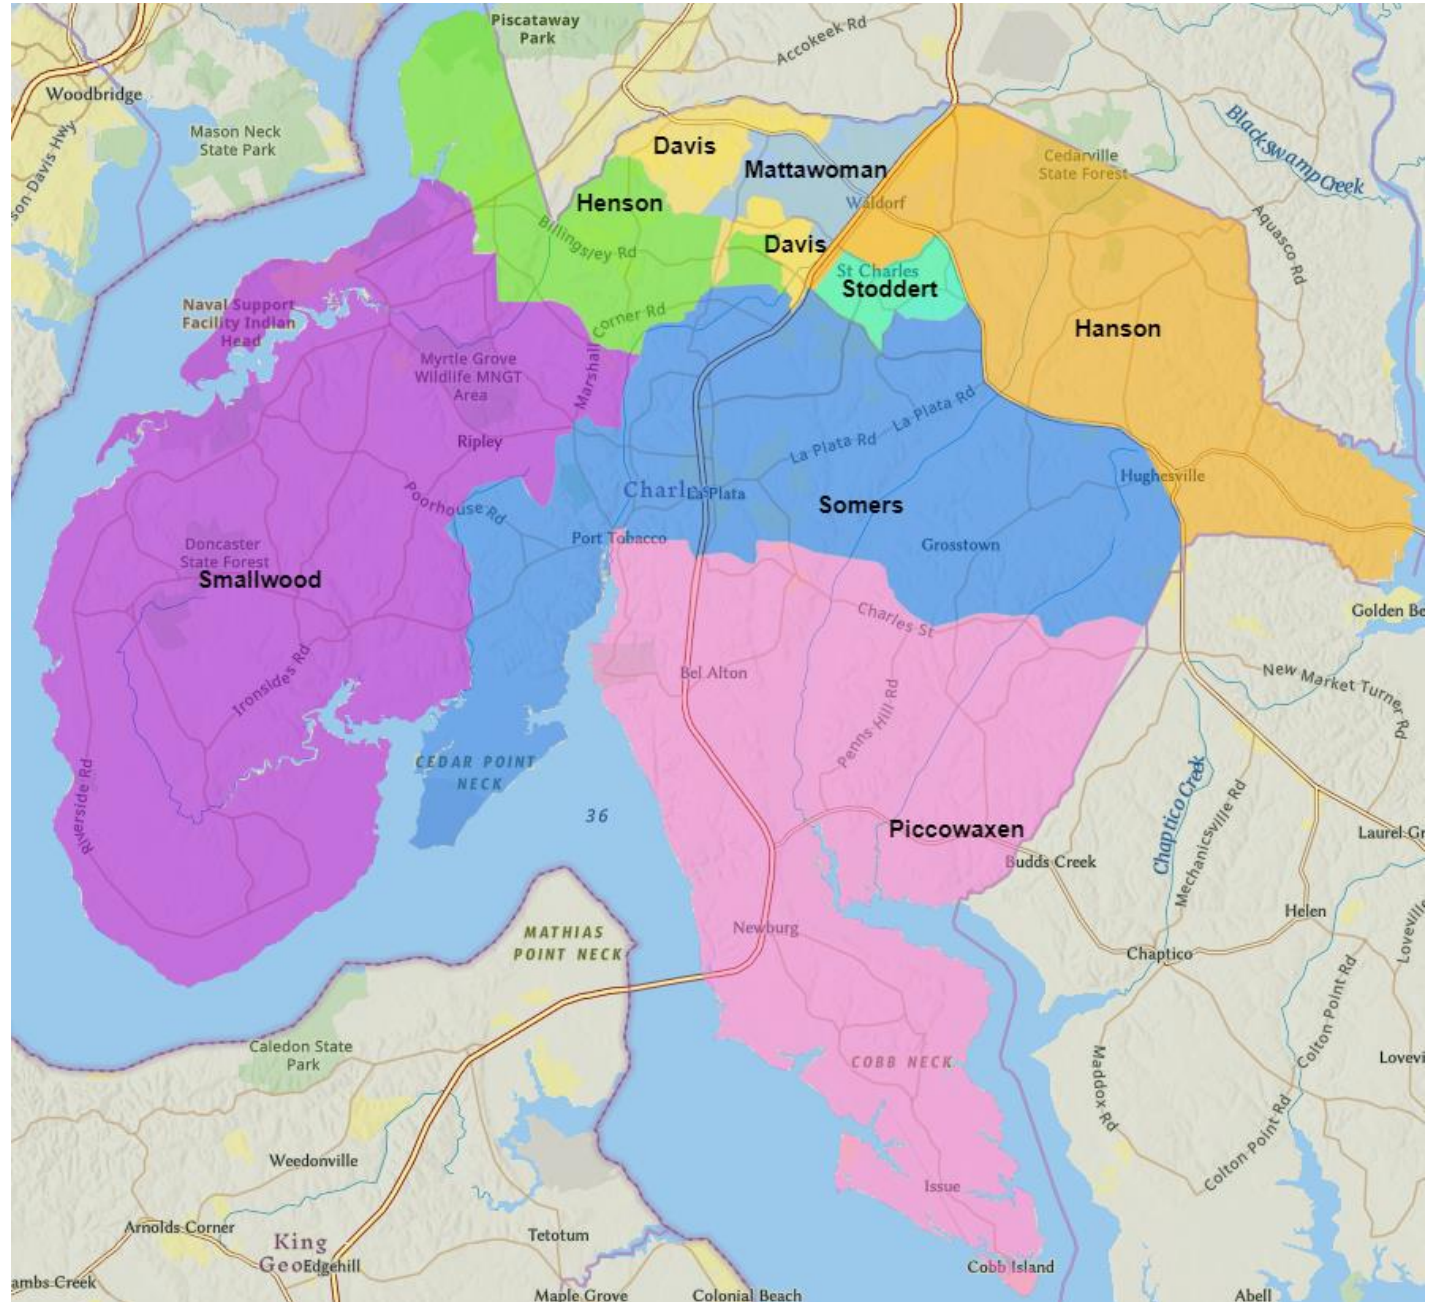 Piscataway
Park
Accokeek Rd
Woodbridge
Mason Neck
State Park
son-Davis Hwy
Blackswamp Creek
Davis
Mattawoman
Cedarville
State Forest
Henson
Waldorf
Billingsley Rd
Davis
Aquasco Rd
St Charles
Stoddert
Naval Support
Facility Indian
Head
Corner Rd
Hanson
Marshall
Myrtle Grove
Wildlife MNGT
Area
La Plata Rd
La Plata Rd
Ripley
Hughesville
Charles
La Plata
Poorhouse Rd
Somers
Port Tobacco
Grosstown
Doncaster
State Forest
Smallwood
Golden Be
Charles St
Ironsides Rd
Bel Alton
New Market Turner Rd
Penns Hill Rd
Riverside Rd
CEDAR POINT
NECK
36
Chaptico Creek
Mechanicsville Rd
Piccowaxen
Laurel Gr
Budds Creek
Helen
MATHIAS
POINT NECK
Newburg
Chaptico
Loveville
Colton Point Rd
Caledon State
Park
COBB NECK
Lovevi
Maddox Rd
Colton Point Rd
Weedonville
Issue
Arnolds Corner
Tetotum
King
Geo
Edgehill
Cobb Island
ambs Creek
Maple Grove
Colonial Beach
Abell